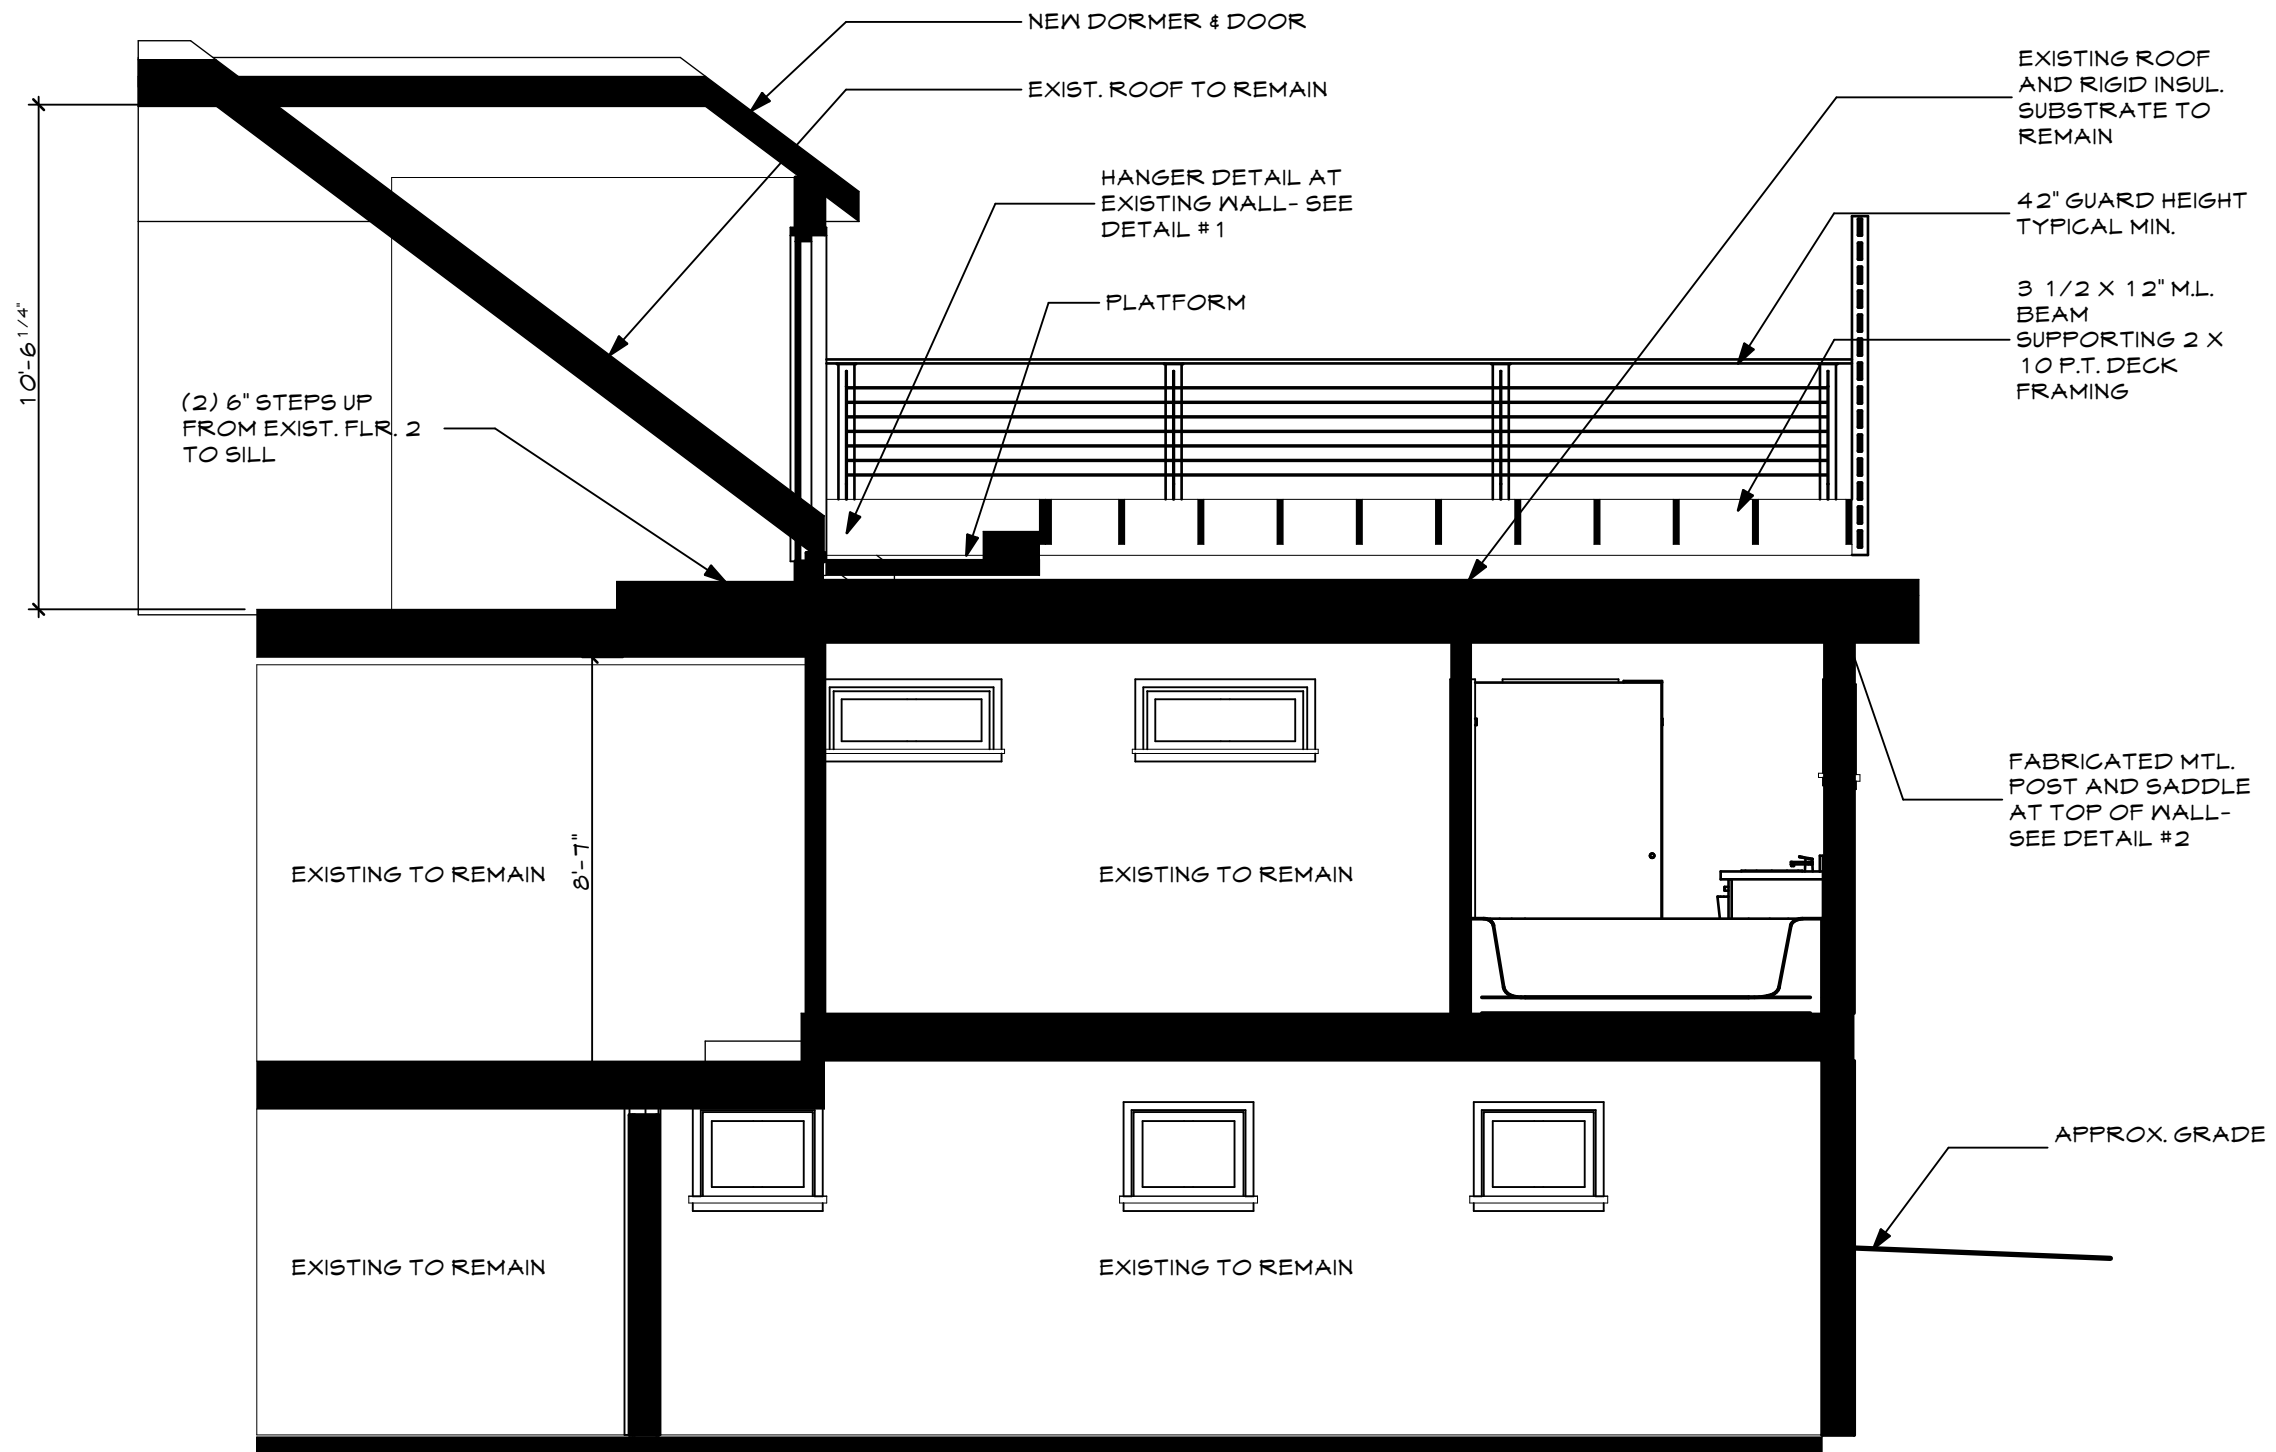 NEW DORMER & DOOR
EXIST. ROOF TO REMAIN
EXISTING ROOF
AND RIGID INSUL.
SUBSTRATE TO
REMAIN
HANGER DETAIL AT
EXISTING WALL- SEE
DETAIL #1
42" GUARD HEIGHT
TYPICAL MIN.
PLATFORM
3 1/2 X 12" M.L.
BEAM
SUPPORTING 2 X
10 P.T. DECK
FRAMING
10'-6 1/4"
(2) 6" STEPS UP
FROM EXIST. FLR. 2
TO SILL
FABRICATED MTL.
POST AND SADDLE
AT TOP OF WALL-
SEE DETAIL #2
EXISTING TO REMAIN
8'-7"
EXISTING TO REMAIN
APPROX. GRADE
EXISTING TO REMAIN
EXISTING TO REMAIN